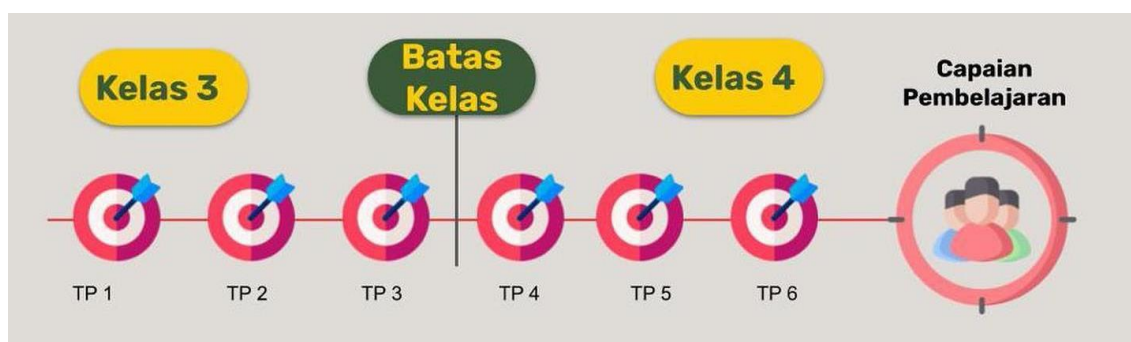 Kelas 3
Batas
Kelas
Kelas 4
Capaian
Pembelajaran
TP 1
TP 2
TP 3
TP 4
TP 5
TP 6